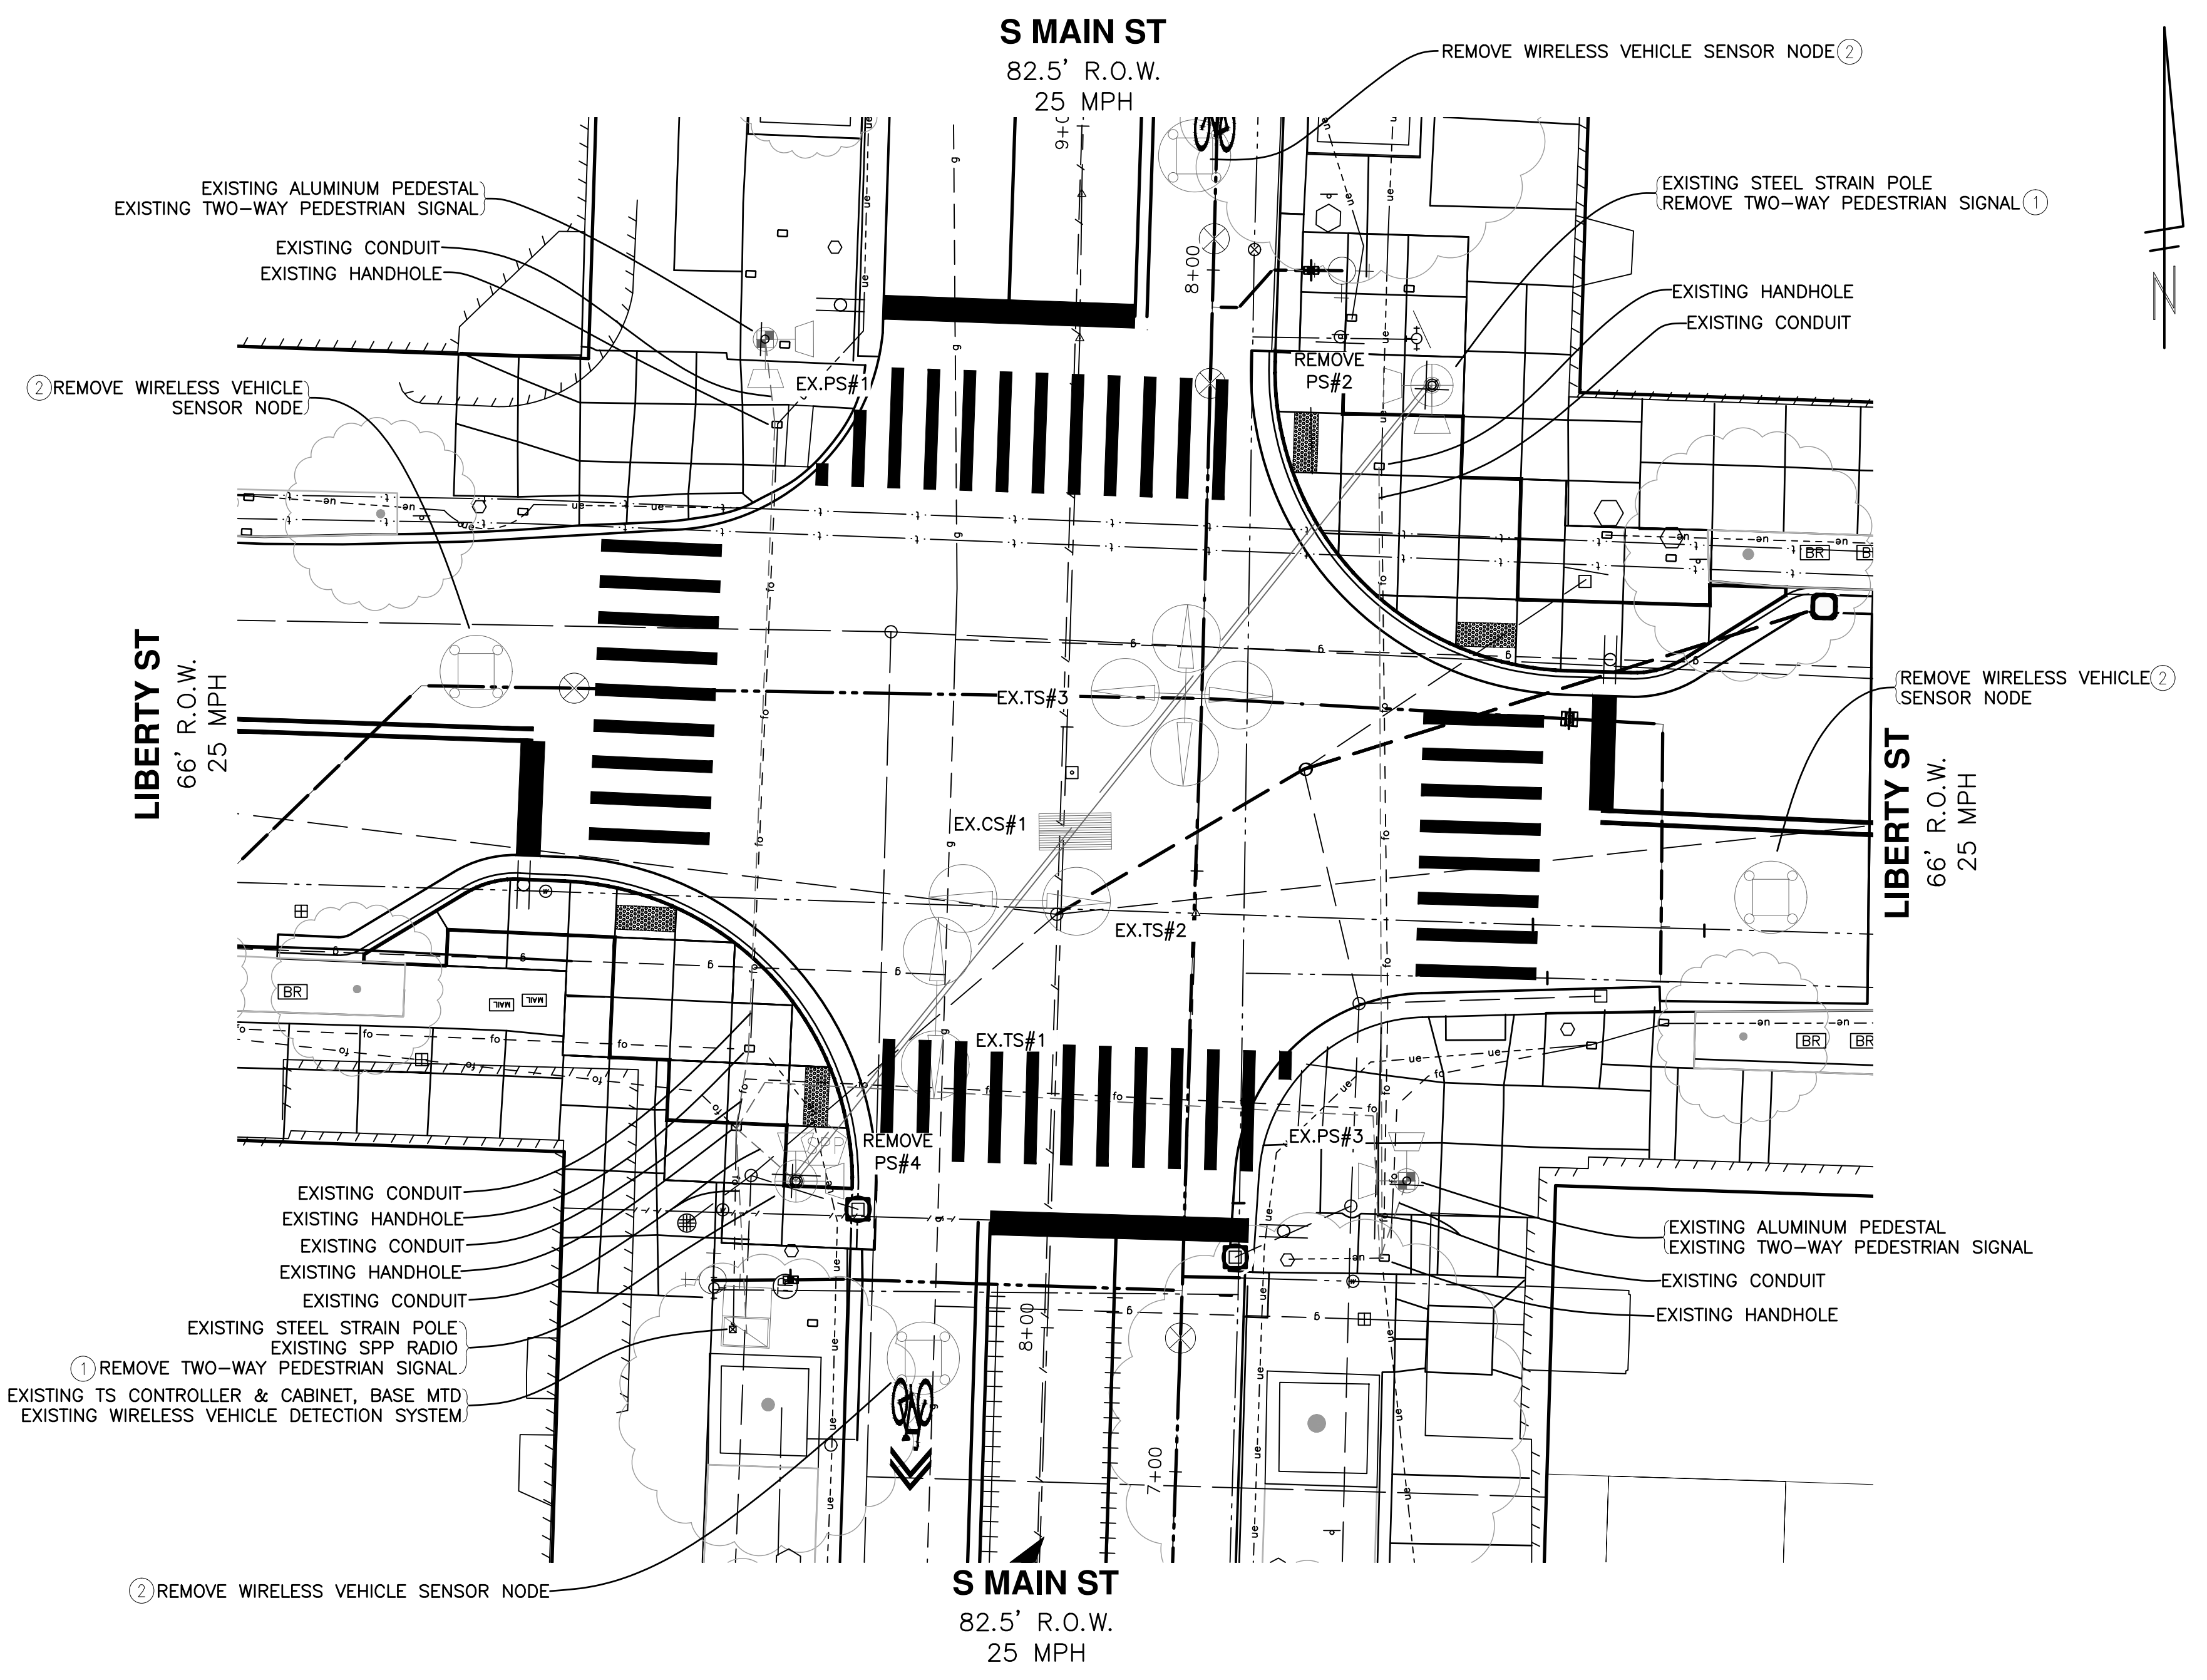 S MAIN ST
82.5' R.O.W.
25 MPH
REMOVE WIRELESS VEHICLE SENSOR NODE 2
EXISTING ALUMINUM PEDESTAL
EXISTING TWO-WAY PEDESTRIAN SIGNAL
EXISTING CONDUIT
EXISTING HANDHOLE
2 REMOVE WIRELESS VEHICLE
SENSOR NODE
EXISTING STEEL STRAIN POLE
REMOVE TWO-WAY PEDESTRIAN SIGNAL 1
EXISTING HANDHOLE
EXISTING CONDUIT
N
8+00
EX.PS#1
REMOVE
PS#2
BR
LIBERTY ST
66' R.O.W.
25 MPH
EX.TS#3
EX.CS#1
EX.TS#2
EX.TS#1
REMOVE WIRELESS VEHICLE 2
SENSOR NODE
LIBERTY ST
66' R.O.W.
25 MPH
BR
MAIL
MAIL
BR
BR
REMOVE
PS#4
EX.PS#3
SPP
EXISTING CONDUIT
EXISTING HANDHOLE
EXISTING CONDUIT
EXISTING HANDHOLE
EXISTING CONDUIT
EXISTING STEEL STRAIN POLE
EXISTING SPP RADIO
1 REMOVE TWO-WAY PEDESTRIAN SIGNAL
EXISTING TS CONTROLLER & CABINET, BASE MTD
EXISTING WIRELESS VEHICLE DETECTION SYSTEM
EXISTING ALUMINUM PEDESTAL
EXISTING TWO-WAY PEDESTRIAN SIGNAL
EXISTING CONDUIT
EXISTING HANDHOLE
8+00
7+00
2 REMOVE WIRELESS VEHICLE SENSOR NODE
S MAIN ST
82.5' R.O.W.
25 MPH